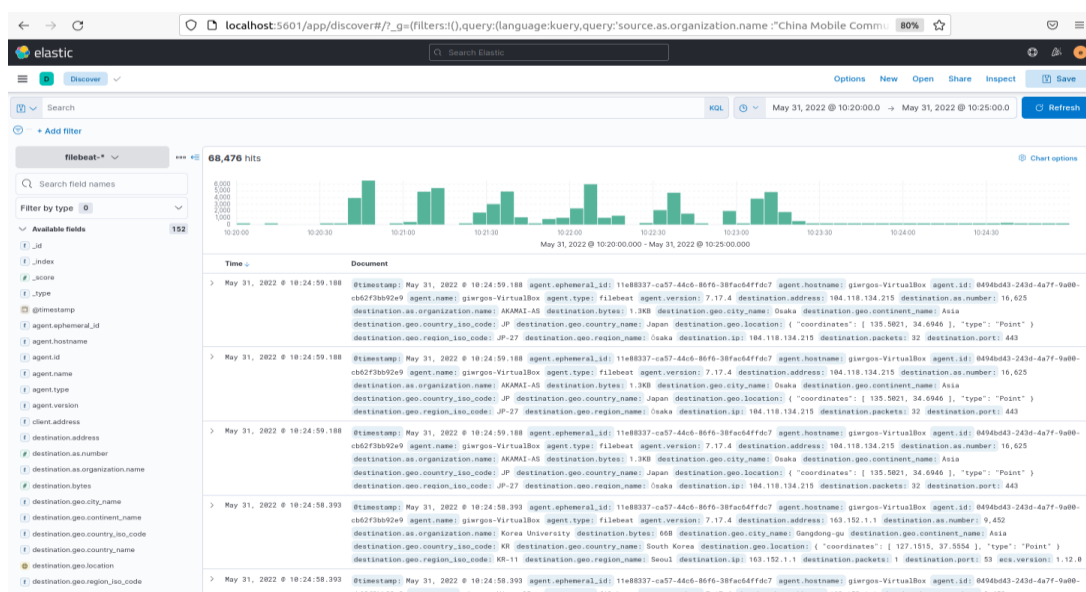 localhost:5601/app/discover#/?_g=(filters:!(),query:(language:kuery,query:'source.as.organization.name :"China Mobile Commu
80%
elastic
Search Elastic
D
Discover
Options New Open Share Inspect Save
Search
KQL
May 31, 2022 @ 10:20:00.0 → May 31, 2022 @ 10:25:00.0
Refresh
+ Add filter
filebeat-*
68,476 hits
Chart options
Search field names
Filter by type 0
Available fields 152
t _id
t _index
# _score
t _type
@timestamp
t agent.ephemeral_id
t agent.hostname
t agent.id
t agent.name
t agent.type
t agent.version
t client.address
t destination.address
# destination.as.number
t destination.as.organization.name
# destination.bytes
t destination.geo.city_name
t destination.geo.continent_name
t destination.geo.country_iso_code
t destination.geo.country_name
destination.geo.location
t destination.geo.region_iso_code
6,000
5,000
4,000
3,000
2,000
1,000
0
10:20:00 10:20:30 10:21:00 10:21:30 10:22:00 10:22:30 10:23:00 10:23:30 10:24:00 10:24:30
May 31, 2022 @ 10:20:00.000 - May 31, 2022 @ 10:25:00.000
Time ↓ Document
May 31, 2022 @ 10:24:59.188 @timestamp: May 31, 2022 @ 10:24:59.188 agent.ephemeral_id: 11e88337-ca57-44c6-86f6-38fac64ffdc7 agent.hostname: giwrgos-VirtualBox agent.id: 0494bd43-243d-4a7f-9a00-
cb62f3bb92e9 agent.name: giwrgos-VirtualBox agent.type: filebeat agent.version: 7.17.4 destination.address: 104.118.134.215 destination.as.number: 16,625
destination.as.organization.name: AKAMAI-AS destination.bytes: 1.3KB destination.geo.city_name: Osaka destination.geo.continent_name: Asia
destination.geo.country_iso_code: JP destination.geo.country_name: Japan destination.geo.location: { "coordinates": [ 135.5021, 34.6946 ], "type": "Point" }
destination.geo.region_iso_code: JP-27 destination.geo.region_name: Ōsaka destination.ip: 104.118.134.215 destination.packets: 32 destination.port: 443
May 31, 2022 @ 10:24:59.188 @timestamp: May 31, 2022 @ 10:24:59.188 agent.ephemeral_id: 11e88337-ca57-44c6-86f6-38fac64ffdc7 agent.hostname: giwrgos-VirtualBox agent.id: 0494bd43-243d-4a7f-9a00-
cb62f3bb92e9 agent.name: giwrgos-VirtualBox agent.type: filebeat agent.version: 7.17.4 destination.address: 104.118.134.215 destination.as.number: 16,625
destination.as.organization.name: AKAMAI-AS destination.bytes: 1.3KB destination.geo.city_name: Osaka destination.geo.continent_name: Asia
destination.geo.country_iso_code: JP destination.geo.country_name: Japan destination.geo.location: { "coordinates": [ 135.5021, 34.6946 ], "type": "Point" }
destination.geo.region_iso_code: JP-27 destination.geo.region_name: Ōsaka destination.ip: 104.118.134.215 destination.packets: 32 destination.port: 443
May 31, 2022 @ 10:24:59.188 @timestamp: May 31, 2022 @ 10:24:59.188 agent.ephemeral_id: 11e88337-ca57-44c6-86f6-38fac64ffdc7 agent.hostname: giwrgos-VirtualBox agent.id: 0494bd43-243d-4a7f-9a00-
cb62f3bb92e9 agent.name: giwrgos-VirtualBox agent.type: filebeat agent.version: 7.17.4 destination.address: 104.118.134.215 destination.as.number: 16,625
destination.as.organization.name: AKAMAI-AS destination.bytes: 1.3KB destination.geo.city_name: Osaka destination.geo.continent_name: Asia
destination.geo.country_iso_code: JP destination.geo.country_name: Japan destination.geo.location: { "coordinates": [ 135.5021, 34.6946 ], "type": "Point" }
destination.geo.region_iso_code: JP-27 destination.geo.region_name: Ōsaka destination.ip: 104.118.134.215 destination.packets: 32 destination.port: 443
May 31, 2022 @ 10:24:58.393 @timestamp: May 31, 2022 @ 10:24:58.393 agent.ephemeral_id: 11e88337-ca57-44c6-86f6-38fac64ffdc7 agent.hostname: giwrgos-VirtualBox agent.id: 0494bd43-243d-4a7f-9a00-
cb62f3bb92e9 agent.name: giwrgos-VirtualBox agent.type: filebeat agent.version: 7.17.4 destination.address: 163.152.1.1 destination.as.number: 9,452
destination.as.organization.name: Korea University destination.bytes: 66B destination.geo.city_name: Gangdong-gu destination.geo.continent_name: Asia
destination.geo.country_iso_code: KR destination.geo.country_name: South Korea destination.geo.location: { "coordinates": [ 127.1515, 37.5554 ], "type": "Point" }
destination.geo.region_iso_code: KR-11 destination.geo.region_name: Seoul destination.ip: 163.152.1.1 destination.packets: 1 destination.port: 53 ecs.version: 1.12.0
May 31, 2022 @ 10:24:58.393 @timestamp: May 31, 2022 @ 10:24:58.393 agent.ephemeral_id: 11e88337-ca57-44c6-86f6-38fac64ffdc7 agent.hostname: giwrgos-VirtualBox agent.id: 0494bd43-243d-4a7f-9a00-